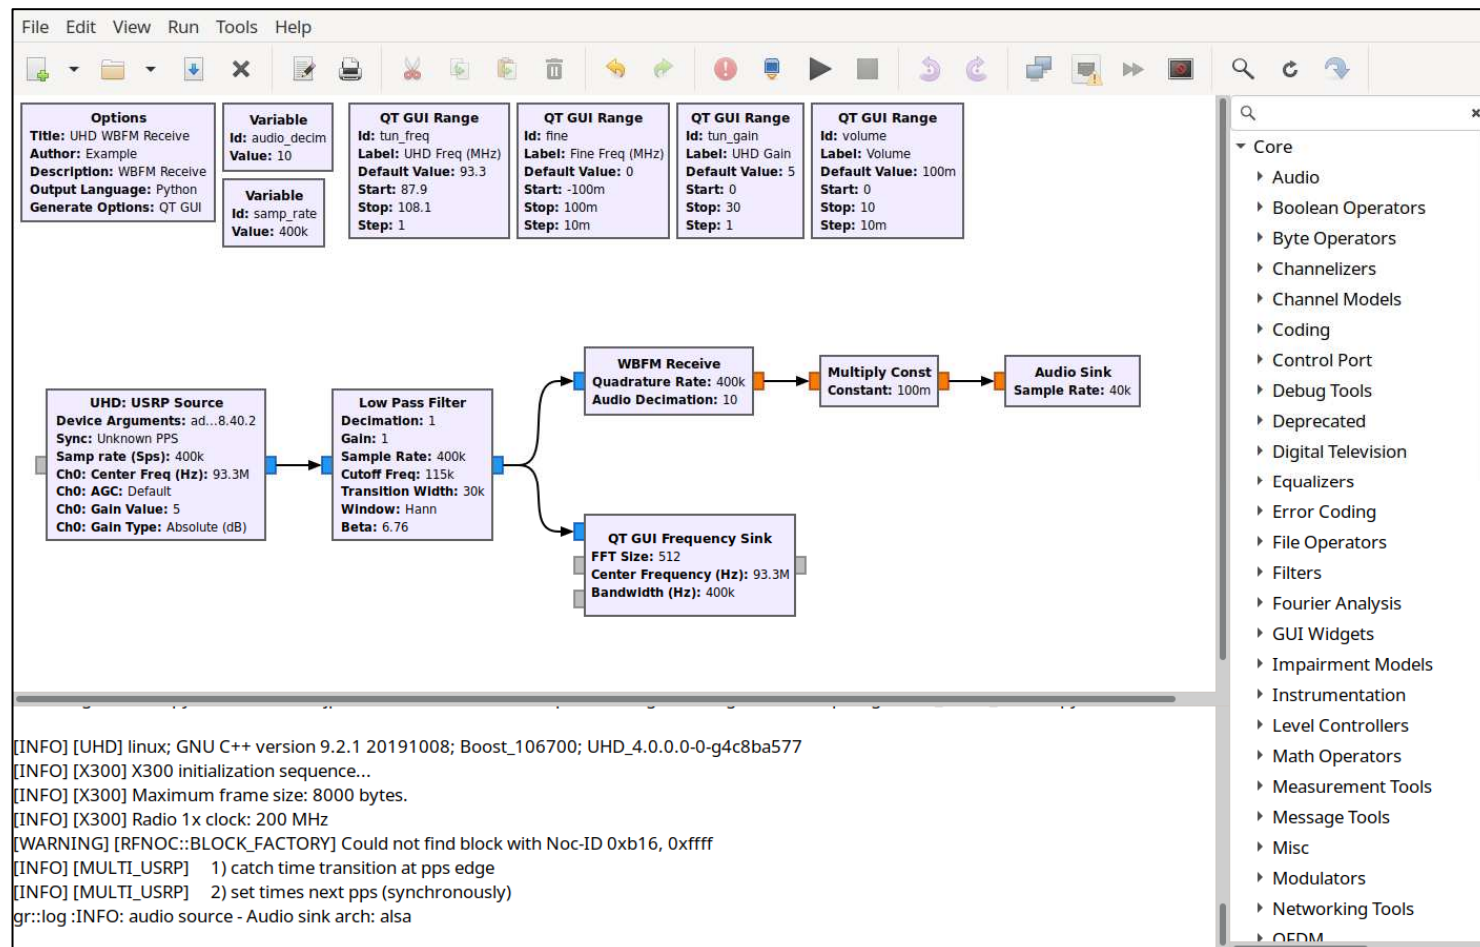 File Edit View Run Tools Help
Options
Title: UHD WBFM Receive
Author: Example
Description: WBFM Receive
Output Language: Python
Generate Options: QT GUI
Variable
Id: audio_decim
Value: 10
Variable
Id: samp_rate
Value: 400k
QT GUI Range
Id: tun_freq
Label: UHD Freq (MHz)
Default Value: 93.3
Start: 87.9
Stop: 108.1
Step: 1
QT GUI Range
Id: fine
Label: Fine Freq (MHz)
Default Value: 0
Start: -100m
Stop: 100m
Step: 10m
QT GUI Range
Id: tun_gain
Label: UHD Gain
Default Value: 5
Start: 0
Stop: 30
Step: 1
QT GUI Range
Id: volume
Label: Volume
Default Value: 100m
Start: 0
Stop: 10
Step: 10m
UHD: USRP Source
Device Arguments: ad...8.40.2
Sync: Unknown PPS
Samp rate (Sps): 400k
Ch0: Center Freq (Hz): 93.3M
Ch0: AGC: Default
Ch0: Gain Value: 5
Ch0: Gain Type: Absolute (dB)
Low Pass Filter
Decimation: 1
Gain: 1
Sample Rate: 400k
Cutoff Freq: 115k
Transition Width: 30k
Window: Hann
Beta: 6.76
WBFM Receive
Quadrature Rate: 400k
Audio Decimation: 10
Multiply Const
Constant: 100m
Audio Sink
Sample Rate: 40k
QT GUI Frequency Sink
FFT Size: 512
Center Frequency (Hz): 93.3M
Bandwidth (Hz): 400k
[INFO] [UHD] linux; GNU C++ version 9.2.1 20191008; Boost_106700; UHD_4.0.0.0-0-g4c8ba577
[INFO] [X300] X300 initialization sequence...
[INFO] [X300] Maximum frame size: 8000 bytes.
[INFO] [X300] Radio 1x clock: 200 MHz
[WARNING] [RFNOC::BLOCK_FACTORY] Could not find block with Noc-ID 0xb16, 0xffff
[INFO] [MULTI_USRP] 1) catch time transition at pps edge
[INFO] [MULTI_USRP] 2) set times next pps (synchronously)
gr::log :INFO: audio source - Audio sink arch: alsa
Core
Audio
Boolean Operators
Byte Operators
Channelizers
Channel Models
Coding
Control Port
Debug Tools
Deprecated
Digital Television
Equalizers
Error Coding
File Operators
Filters
Fourier Analysis
GUI Widgets
Impairment Models
Instrumentation
Level Controllers
Math Operators
Measurement Tools
Message Tools
Misc
Modulators
Networking Tools
OFDM